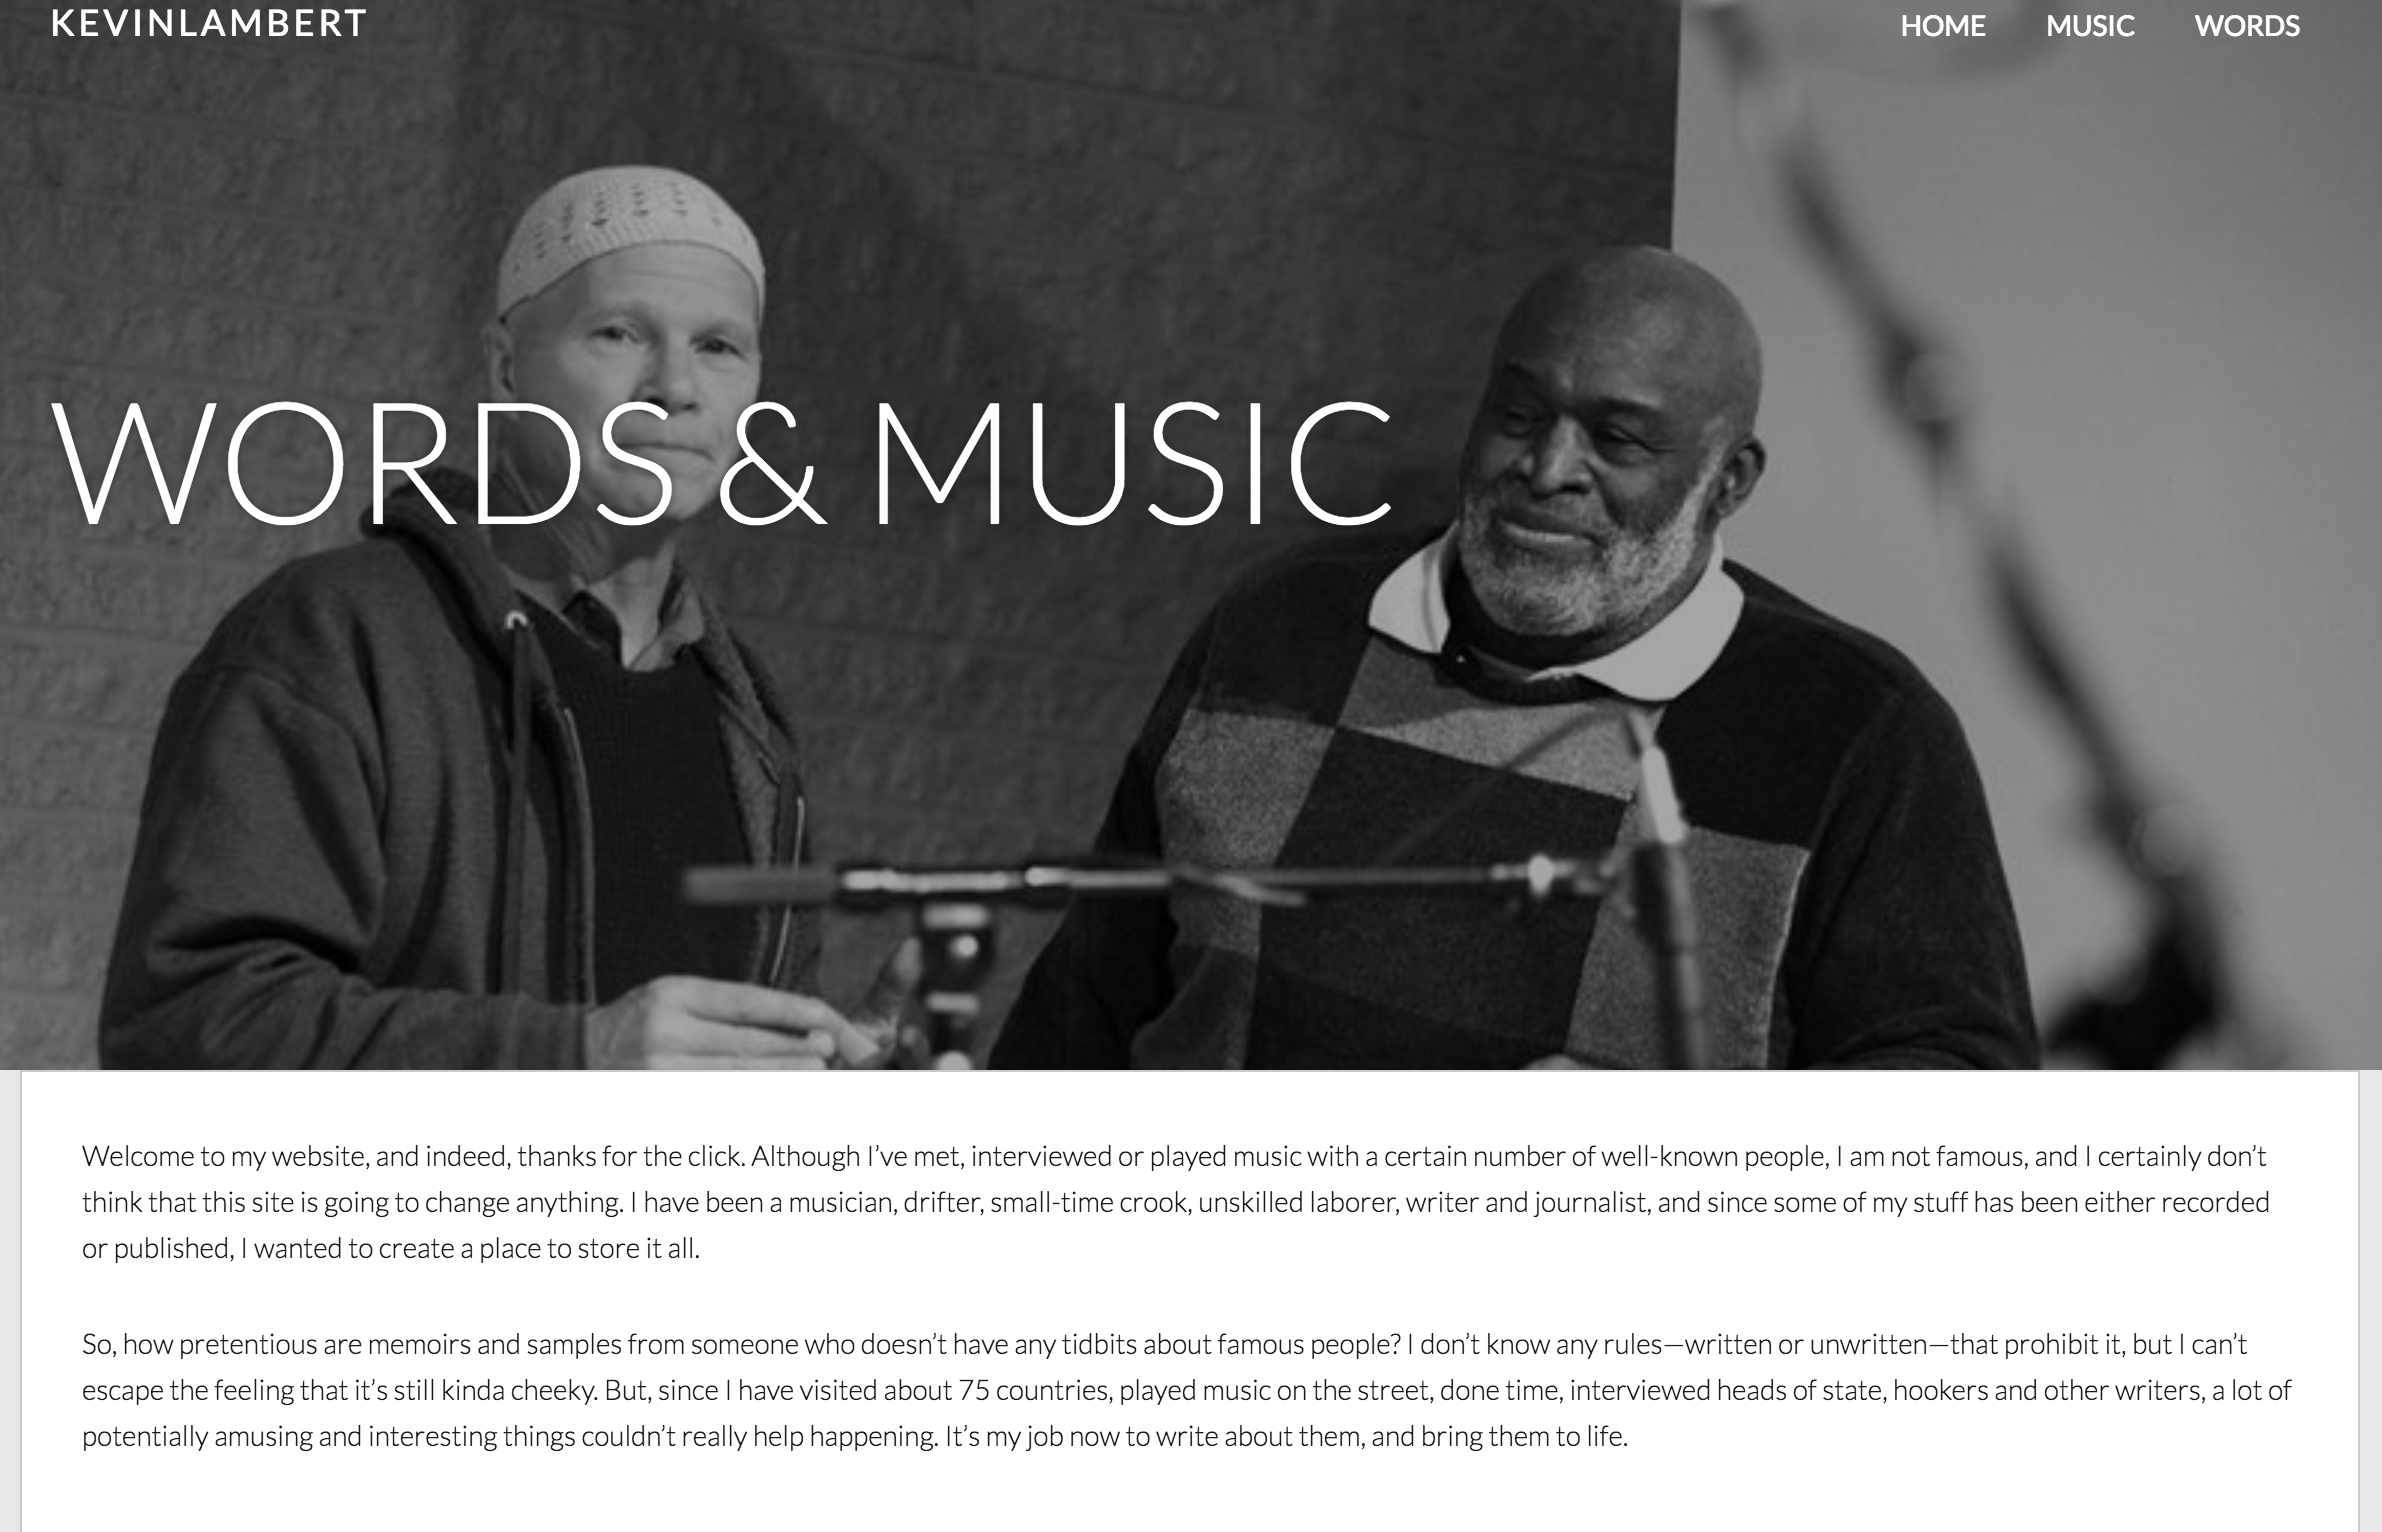 KEVINLAMBERT
HOME MUSIC WORDS
WORDS & MUSIC
Welcome to my website, and indeed, thanks for the click. Although I’ve met, interviewed or played music with a certain number of well-known people, I am not famous, and I certainly don’t
think that this site is going to change anything. I have been a musician, drifter, small-time crook, unskilled laborer, writer and journalist, and since some of my stuff has been either recorded
or published, I wanted to create a place to store it all.
So, how pretentious are memoirs and samples from someone who doesn’t have any tidbits about famous people? I don’t know any rules—written or unwritten—that prohibit it, but I can’t
escape the feeling that it’s still kinda cheeky. But, since I have visited about 75 countries, played music on the street, done time, interviewed heads of state, hookers and other writers, a lot of
potentially amusing and interesting things couldn’t really help happening. It’s my job now to write about them, and bring them to life.